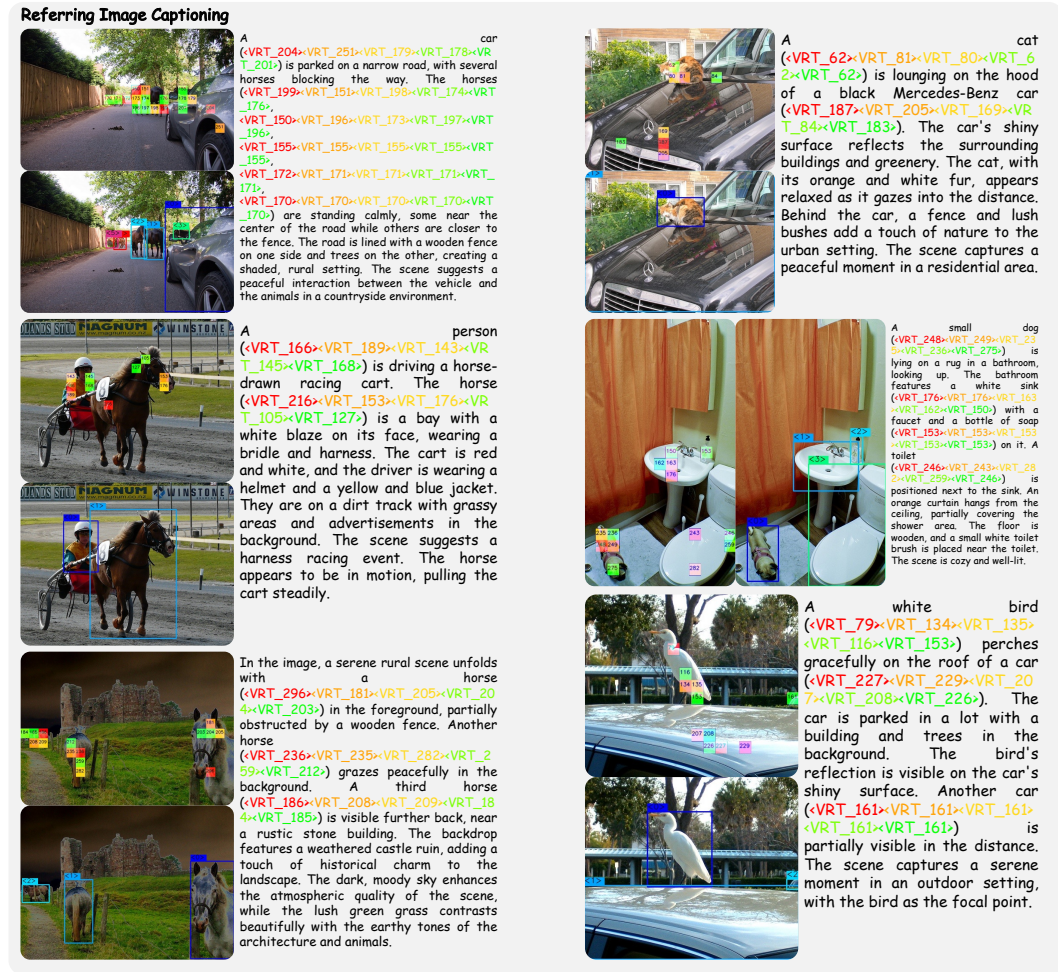 Referring Image Captioning
A car
(<VRT_204><VRT_251><VRT_179><VRT_178><VR
T_201>) is parked on a narrow road, with several
horses blocking the way. The horses
(<VRT_199><VRT_151><VRT_198><VRT_174><VRT
_176>,
<VRT_150><VRT_196><VRT_173><VRT_197><VRT
_196>,
<VRT_155><VRT_155><VRT_155><VRT_155><VRT
_155>,
<VRT_172><VRT_171><VRT_171><VRT_171><VRT_
171>,
<VRT_170><VRT_170><VRT_170><VRT_170><VRT
_170>) are standing calmly, some near the
center of the road while others are closer to
the fence. The road is lined with a wooden fence
on one side and trees on the other, creating a
shaded, rural setting. The scene suggests a
peaceful interaction between the vehicle and
the animals in a countryside environment.
A cat
(<VRT_62><VRT_81><VRT_80><VRT_6
2><VRT_62>) is lounging on the hood
of a black Mercedes-Benz car
(<VRT_187><VRT_205><VRT_169><VR
T_84><VRT_183>). The car's shiny
surface reflects the surrounding
buildings and greenery. The cat, with
its orange and white fur, appears
relaxed as it gazes into the distance.
Behind the car, a fence and lush
bushes add a touch of nature to the
urban setting. The scene captures a
peaceful moment in a residential area.
MAGNUM
WINSTONE
A person
(<VRT_166><VRT_189><VRT_143><VR
T_145><VRT_168>) is driving a horse-
drawn racing cart. The horse
(<VRT_216><VRT_153><VRT_176><VR
T_105><VRT_127>) is a bay with a
white blaze on its face, wearing a
bridle and harness. The cart is red
and white, and the driver is wearing a
helmet and a yellow and blue jacket.
They are on a dirt track with grassy
areas and advertisements in the
background. The scene suggests a
harness racing event. The horse
appears to be in motion, pulling the
cart steadily.
A small dog
(<VRT_248><VRT_249><VRT_23
5><VRT_236><VRT_275>) is
lying on a rug in a bathroom,
looking up. The bathroom
features a white sink
(<VRT_176><VRT_176><VRT_163
><VRT_162><VRT_150>) with a
faucet and a bottle of soap
(<VRT_153><VRT_153><VRT_153
><VRT_153><VRT_153>) on it. A
toilet
(<VRT_246><VRT_243><VRT_28
2><VRT_259><VRT_246>) is
positioned next to the sink. An
orange curtain hangs from the
ceiling, partially covering the
shower area. The floor is
wooden, and a small white toilet
brush is placed near the toilet.
The scene is cozy and well-lit.
In the image, a serene rural scene unfolds
with a horse
(<VRT_296><VRT_181><VRT_205><VRT_20
4><VRT_203>) in the foreground, partially
obstructed by a wooden fence. Another
horse
(<VRT_236><VRT_235><VRT_282><VRT_2
59><VRT_212>) grazes peacefully in the
background. A third horse
(<VRT_186><VRT_208><VRT_209><VRT_18
4><VRT_185>) is visible further back, near
a rustic stone building. The backdrop
features a weathered castle ruin, adding a
touch of historical charm to the
landscape. The dark, moody sky enhances
the atmospheric quality of the scene,
while the lush green grass contrasts
beautifully with the earthy tones of the
architecture and animals.
A white bird
(<VRT_79><VRT_134><VRT_135>
<VRT_116><VRT_153>) perches
gracefully on the roof of a car
(<VRT_227><VRT_229><VRT_20
7><VRT_208><VRT_226>). The
car is parked in a lot with a
building and trees in the
background. The bird's
reflection is visible on the car's
shiny surface. Another car
(<VRT_161><VRT_161><VRT_161>
<VRT_161><VRT_161>) is
partially visible in the distance.
The scene captures a serene
moment in an outdoor setting,
with the bird as the focal point.